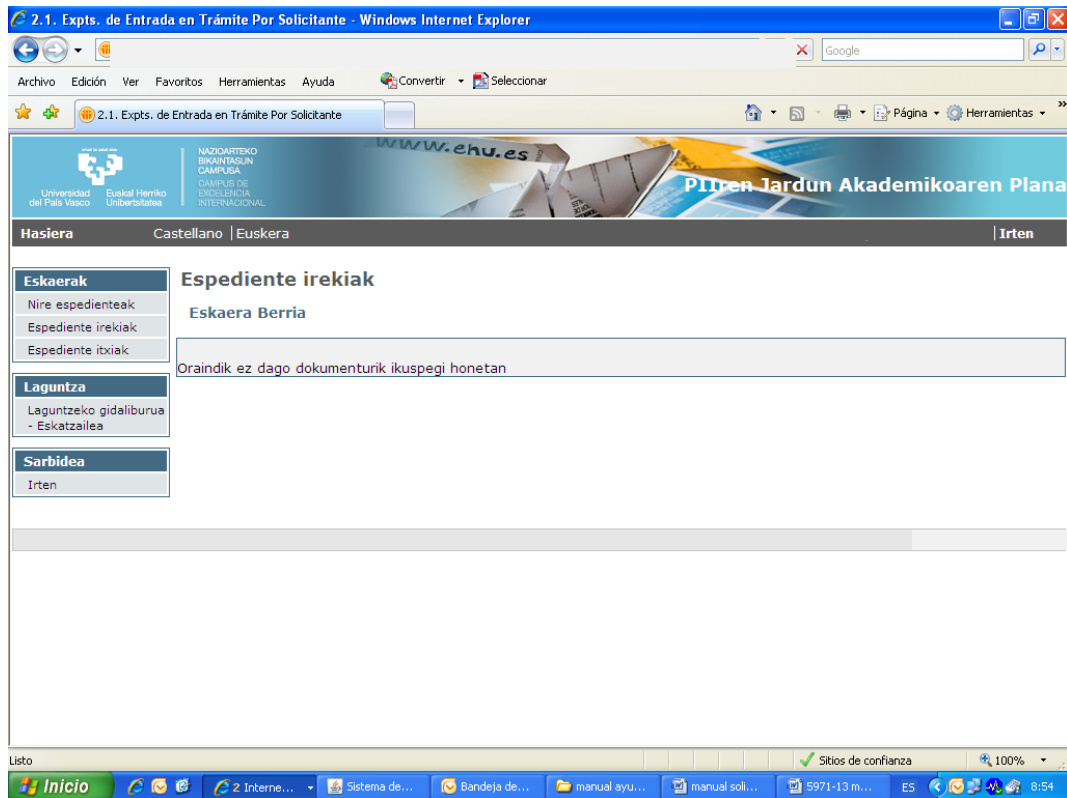 2.1. Expts. de Entrada en Trámite Por Solicitante - Windows Internet Explorer
Google
Archivo Edición Ver Favoritos Herramientas Ayuda Convertir Seleccionar
2.1. Expts. de Entrada en Trámite Por Solicitante Página Herramientas
www.ehu.es
NAZIOARTEKO
BIKAINTASUN
CAMPUSA
CAMPUS DE
EXCELENCIA
INTERNACIONAL
Universidad del País Vasco
Euskal Herriko Unibertsitatea
PIIren Jardun Akademikoaren Plana
Hasiera Castellano | Euskera | Irten
Eskaerak
Nire espedienteak
Espediente irekiak
Espediente itxiak
Laguntza
Laguntzeko gidaliburua
- Eskatzailea
Sarbidea
Irten
Espediente irekiak
Eskaera Berria
Oraindik ez dago dokumenturik ikuspegi honetan
Listo Sitios de confianza 100%
Inicio 2 Interne... Sistema de... Bandeja de... manual ayu... manual soli... 5971-13 m... ES 8:54